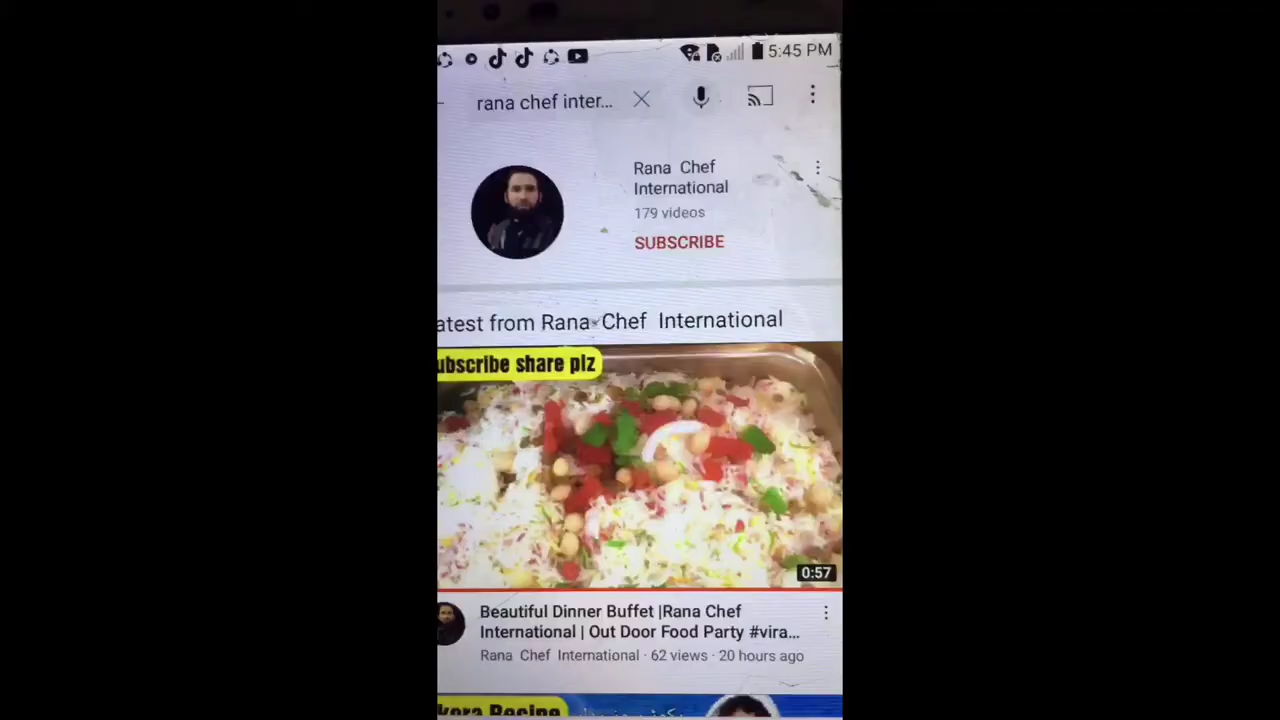 5:45 PM
rana chef inter...
Rana Chef
International
179 videos
SUBSCRIBE
atest from Rana Chef International
ubscribe share plz
0:57
Beautiful Dinner Buffet |Rana Chef
International | Out Door Food Party #vira...
Rana Chef International · 62 views · 20 hours ago
kora Recipe